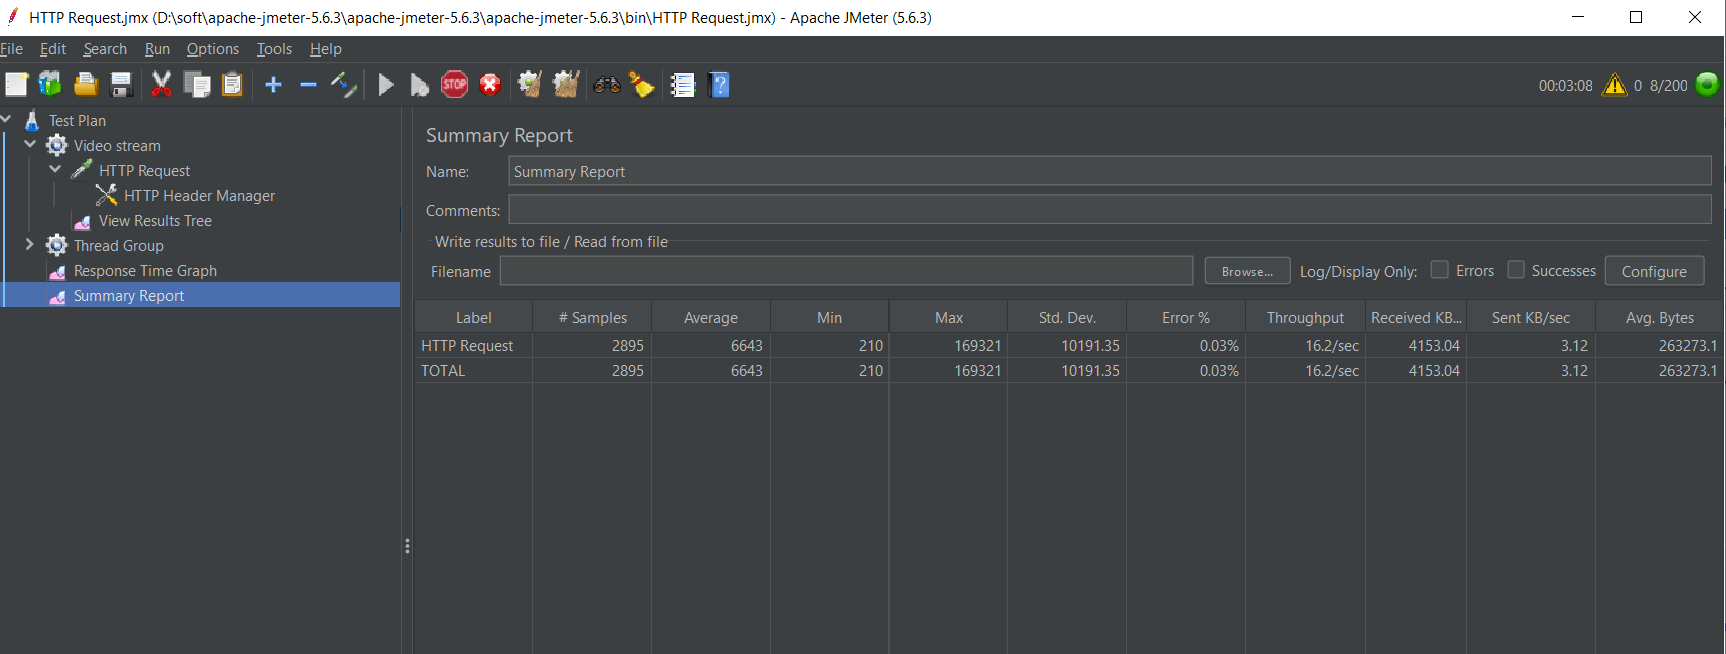 HTTP Request.jmx (D:\soft\apache-jmeter-5.6.3\apache-jmeter-5.6.3\apache-jmeter-5.6.3\bin\HTTP Request.jmx) - Apache JMeter (5.6.3)
File Edit Search Run Options Tools Help
STOP 00:03:08 0 8/200
Test Plan
Video stream
HTTP Request
HTTP Header Manager
View Results Tree
Thread Group
Response Time Graph
Summary Report
Summary Report
Name: Summary Report
Comments:
Write results to file / Read from file
Filename Browse... Log/Display Only: Errors Successes Configure
Label # Samples Average Min Max Std. Dev. Error % Throughput Received KB... Sent KB/sec Avg. Bytes
HTTP Request 2895 6643 210 169321 10191.35 0.03% 16.2/sec 4153.04 3.12 263273.1
TOTAL 2895 6643 210 169321 10191.35 0.03% 16.2/sec 4153.04 3.12 263273.1